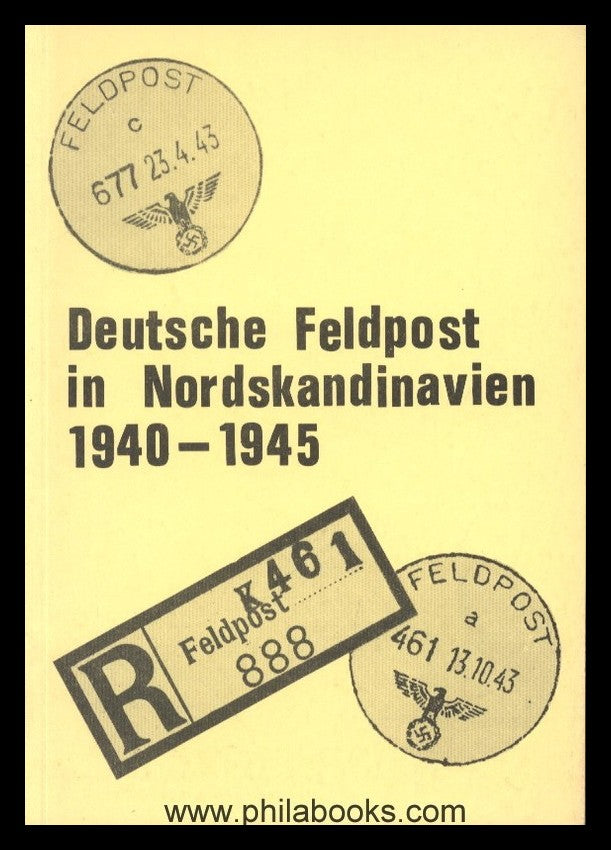 FELDPOST
c
677 23.4.43
Deutsche Feldpost
in Nordskandinavien
1940-1945
R
K461
Feldpost
888
FELDPOST
a
461 13.10.43
www.philabooks.com